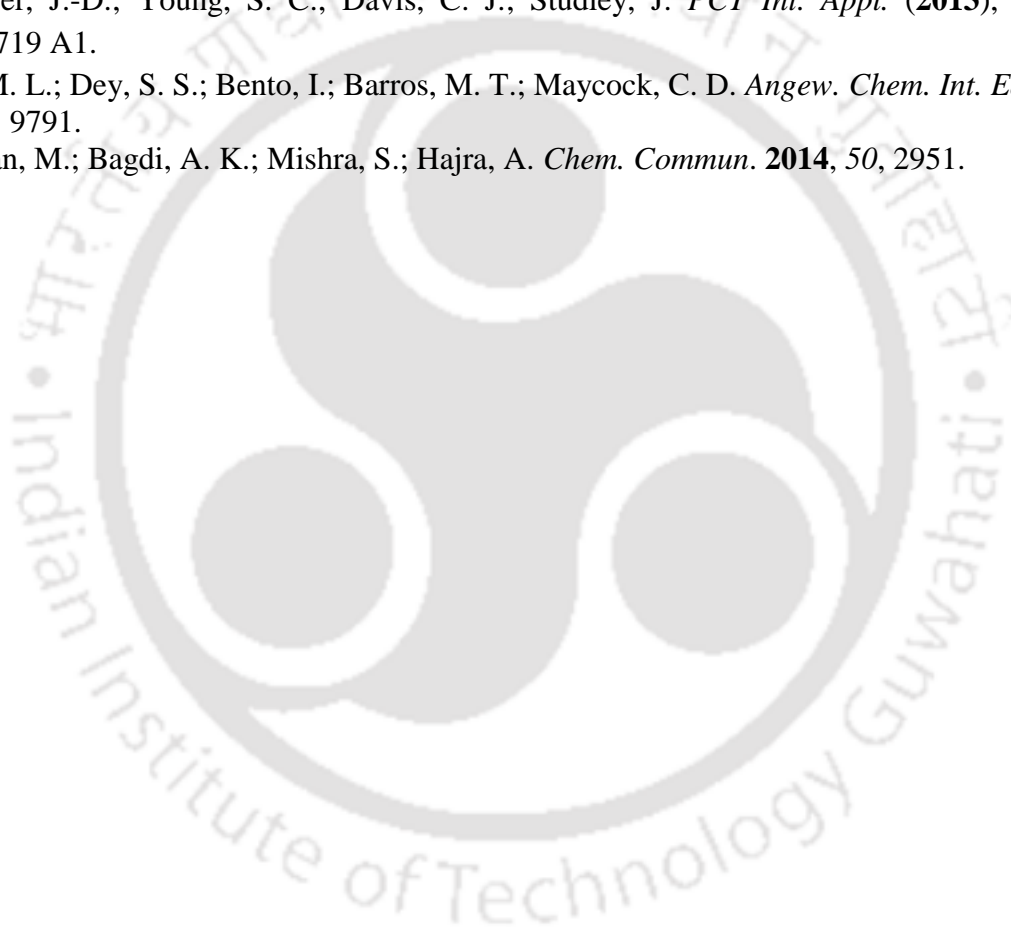 er, J.-D.; Young, S. C.; Davis, C. J.; Studley, J. PCT Int. Appl. (2013),
719 A1.
M. L.; Dey, S. S.; Bento, I.; Barros, M. T.; Maycock, C. D. Angew. Chem. Int. E
9791.
an, M.; Bagdi, A. K.; Mishra, S.; Hajra, A. Chem. Commun. 2014, 50, 2951.
Indian Institute of Technology Guwahati